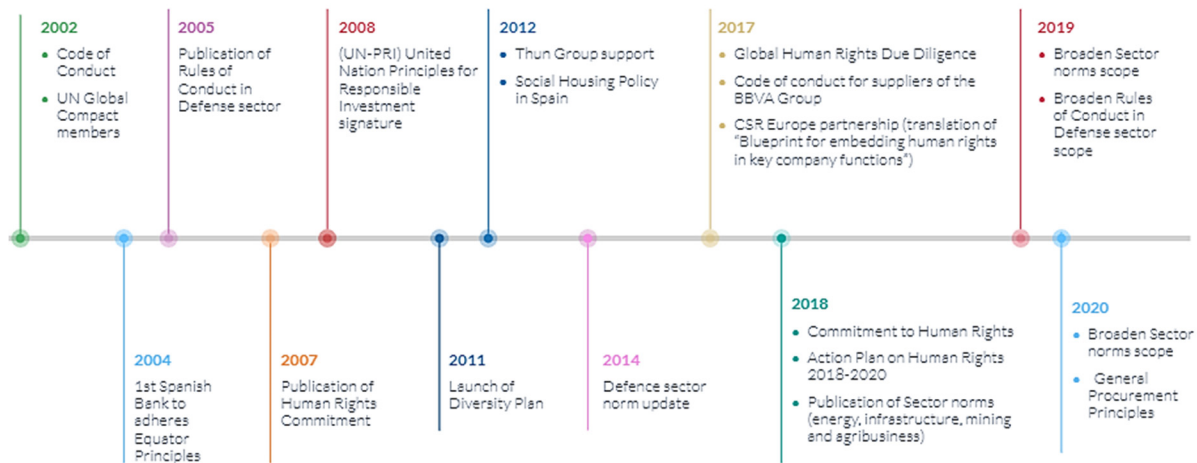 2002
Code of
Conduct
UN Global
Compact
members
2005
Publication of
Rules of
Conduct in
Defense sector
2008
(UN-PRI) United
Nation Principles for
Responsible
Investment
signature
2012
Thun Group support
Social Housing Policy
in Spain
2017
Global Human Rights Due Diligence
Code of conduct for suppliers of the
BBVA Group
CSR Europe partnership (translation of
“Blueprint for embedding human rights
in key company functions”)
2019
Broaden Sector
norms scope
Broaden Rules
of Conduct in
Defense sector
scope
2004
1st Spanish
Bank to
adheres
Equator
Principles
2007
Publication of
Human Rights
Commitment
2011
Launch of
Diversity Plan
2014
Defence sector
norm update
2018
Commitment to Human Rights
Action Plan on Human Rights
2018-2020
Publication of Sector norms
(energy, infrastructure, mining
and agribusiness)
2020
Broaden Sector
norms scope
General
Procurement
Principles